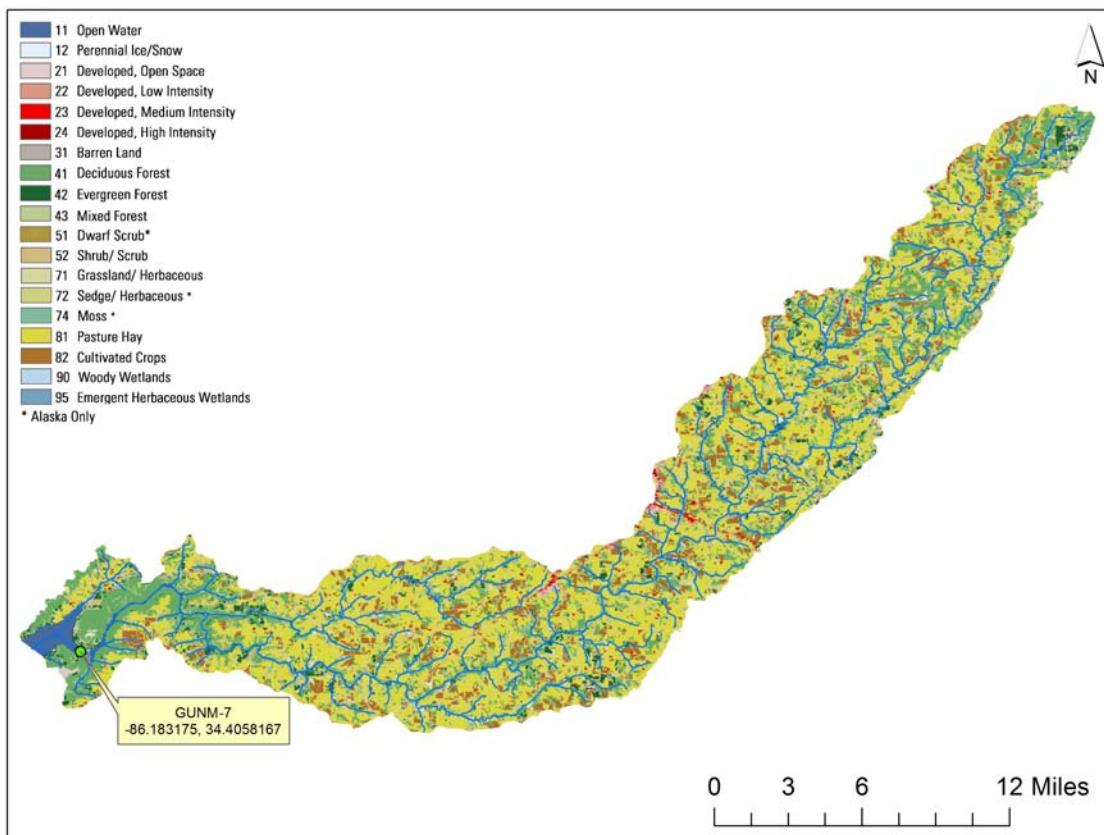 11 Open Water
12 Perennial Ice/Snow
21 Developed, Open Space
22 Developed, Low Intensity
23 Developed, Medium Intensity
24 Developed, High Intensity
31 Barren Land
41 Deciduous Forest
42 Evergreen Forest
43 Mixed Forest
51 Dwarf Scrub*
52 Shrub/ Scrub
71 Grassland/ Herbaceous
72 Sedge/ Herbaceous *
74 Moss *
81 Pasture Hay
82 Cultivated Crops
90 Woody Wetlands
95 Emergent Herbaceous Wetlands
* Alaska Only
N
GUNM-7
-86.183175, 34.4058167
0 3 6 12 Miles